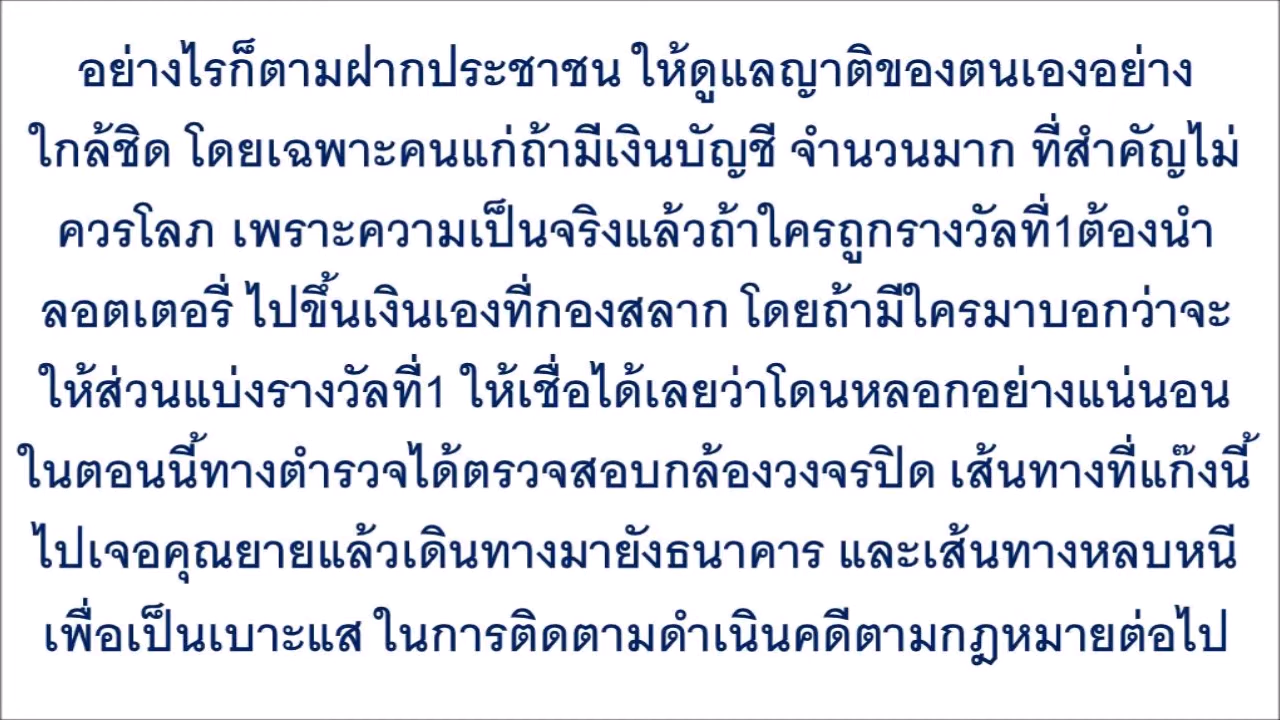 อย่างไรก็ตามฝากประชาชน ให้ดูแลญาติของตนเองอย่าง
ใกล้ชิด โดยเฉพาะคนแก่ถ้ามีเงินบัญชี จำนวนมาก ที่สำคัญไม่
ควรโลภ เพราะความเป็นจริงแล้วถ้าใครถูกรางวัลที่1ต้องนำ
ลอตเตอรี่ ไปขึ้นเงินเองที่กองสลาก โดยถ้ามีใครมาบอกว่าจะ
ให้ส่วนแบ่งรางวัลที่1 ให้เชื่อได้เลยว่าโดนหลอกอย่างแน่นอน
ในตอนนี้ทางตำรวจได้ตรวจสอบกล้องวงจรปิด เส้นทางที่แก๊งนี้
ไปเจอคุณยายแล้วเดินทางมายังธนาคาร และเส้นทางหลบหนี
เพื่อเป็นเบาะแส ในการติดตามดำเนินคดีตามกฎหมายต่อไป